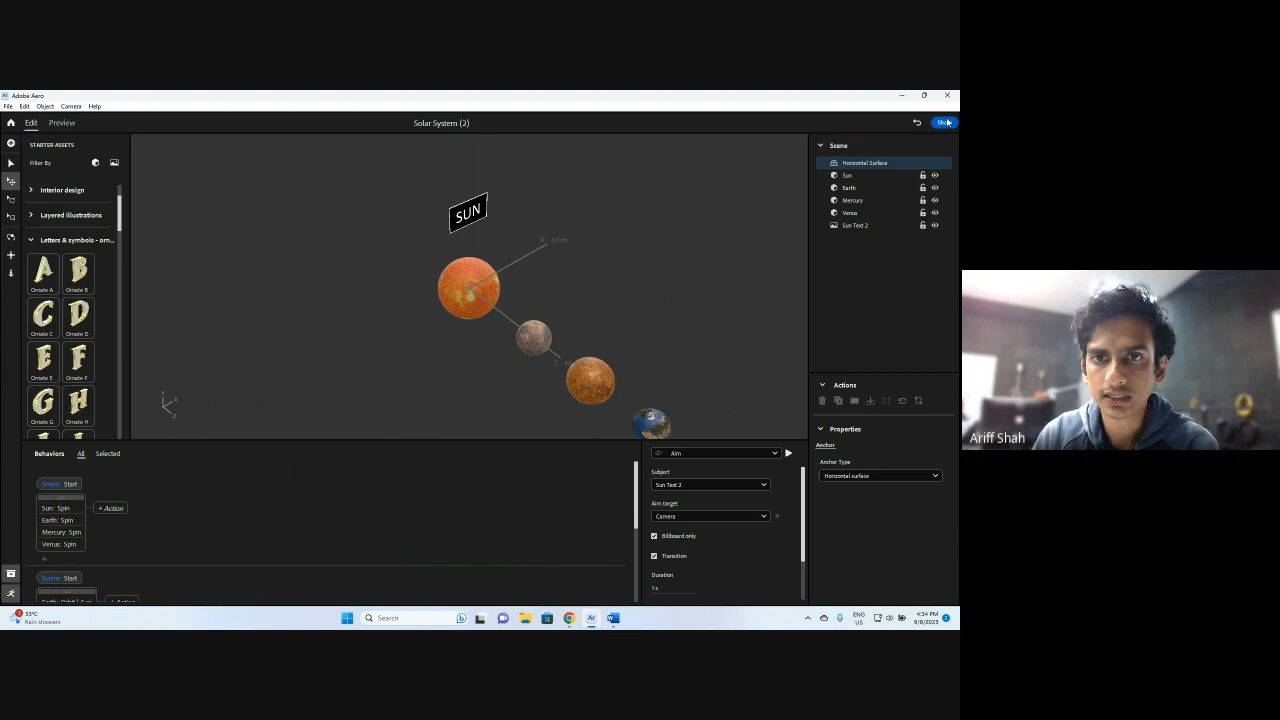 Adobe Aero
File Edit Object Camera Help
Edit Preview
Solar System (2)
STARTER ASSETS
Filter By
Interior design
Layered illustrations
Letters & symbols - orn...
Ornate A
Ornate B
Ornate C
Ornate D
Ornate E
Ornate F
Ornate G
Ornate H
SUN
X: 4.0 m
Y
X
Z
Scene
Horizontal Surface
Sun
Earth
Mercury
Venus
Sun Text 2
Actions
Properties
Anchor
Anchor Type
Horizontal surface
Behaviors All Selected
Scene: Start
Sun: Spin
+ Action
Earth: Spin
Mercury: Spin
Venus: Spin
+
Scene: Start
Aim
Subject
Sun Text 2
Aim target
Camera
Billboard only
Transition
Duration
1 s
Ariff Shah
33°C
Rain showers
Search
ENG
US
4:34 PM
9/8/2023